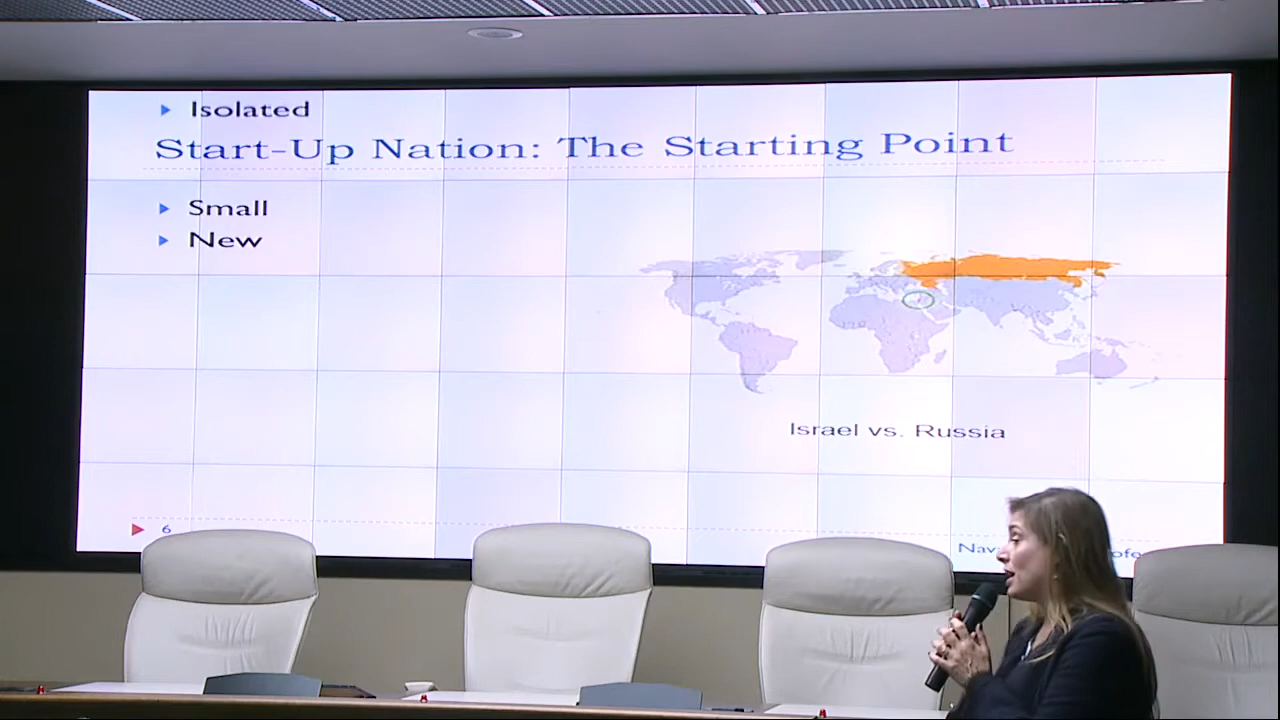 Isolated
Start-Up Nation: The Starting Point
Small
New
Israel vs. Russia
6